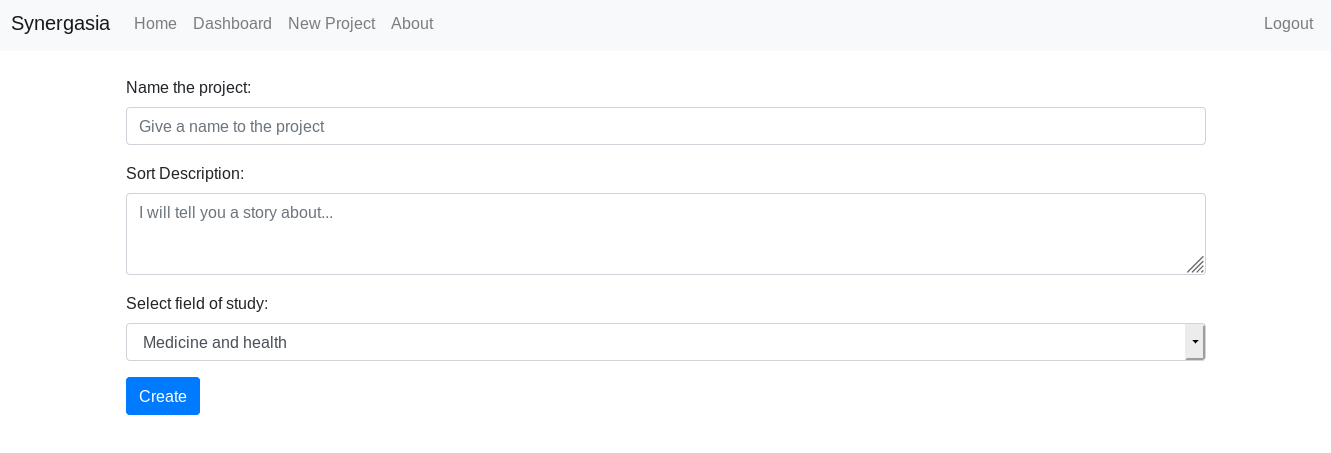 Synergasia Home Dashboard New Project About Logout
Name the project:
Give a name to the project
Sort Description:
I will tell you a story about...
Select field of study:
Medicine and health
Create